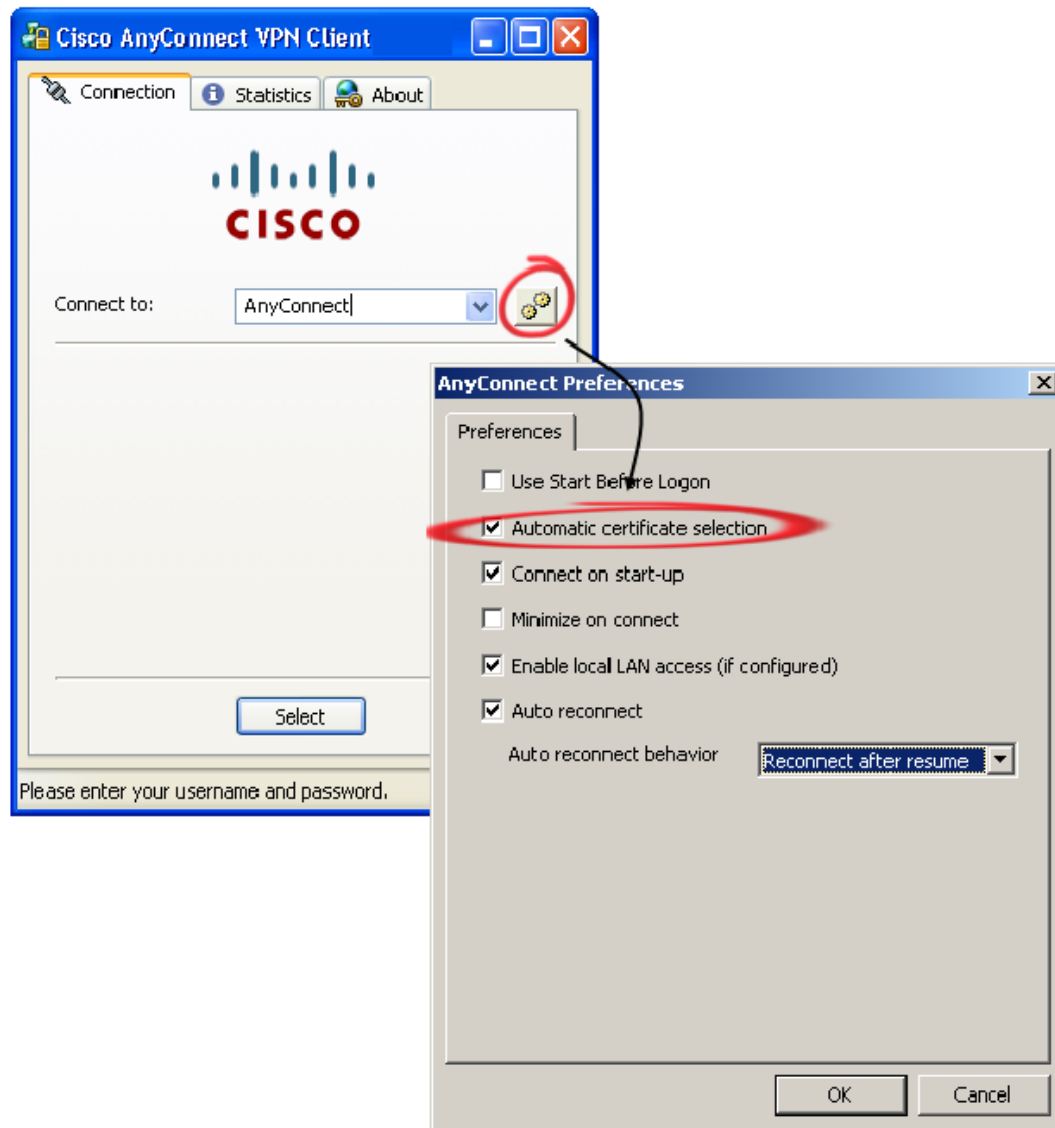 Cisco AnyConnect VPN Client
Connection Statistics About
CISCO
Connect to: AnyConnect
Select
Please enter your username and password.
AnyConnect Preferences
Preferences
Use Start Before Logon
Automatic certificate selection
Connect on start-up
Minimize on connect
Enable local LAN access (if configured)
Auto reconnect
Auto reconnect behavior Reconnect after resume
OK Cancel